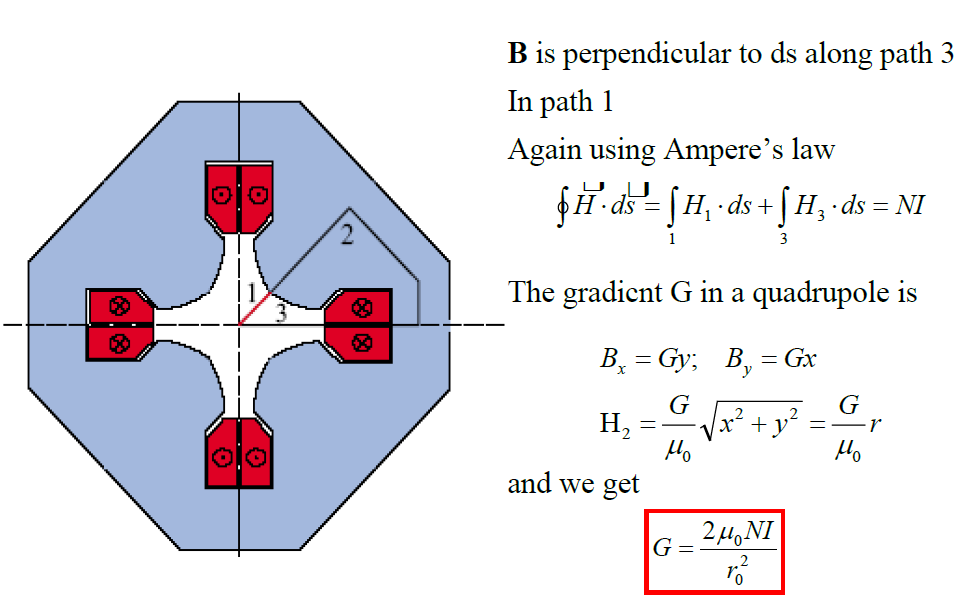 B is perpendicular to ds along path 3
In path 1
Again using Ampere's law
∮ H · ds = ∫₁ H₁ · ds + ∫₃ H₃ · ds = NI
The gradient G in a quadrupole is
Bₓ = Gy; B_y = Gx
H₂ = G/μ₀ √(x² + y²) = G/μ₀ r
and we get
G = 2μ₀NI / r₀²
2
1
3